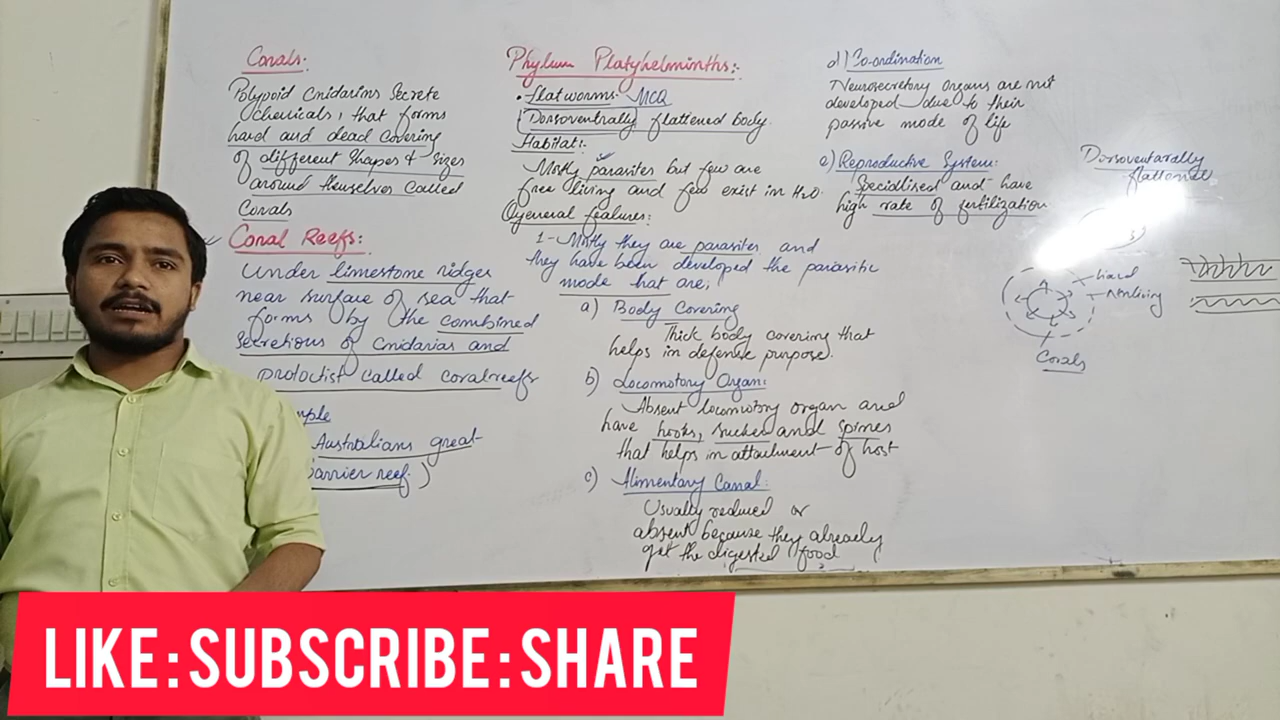 Corals:
Polypoid Cnidarins Secrete
Chemicals, that forms
hard and dead covering
of different shapes & sizes
around themselves called
Corals
Coral Reefs:
Under limestone ridges
near surface of sea that
forms by the combined
Secretions of Cnidarias and
protoctist called coral reefs
mple
Australians great
barrier reef.)
Phylum Platyhelminths:
• flatworms: MCQ
Dorsoventrally flattened body.
Habitat:
Mostly parasites but few are
free living and few exist in H2O.
General features:
1- Mostly they are parasites and
they have been developed the parasitic
mode that are,
a) Body Covering
Thick body covering that
helps in defense purpose.
b) Locomotory Organ:
Absent locomotory organ and
have hooks, sucker and spines
that helps in attachment of host
c) Alimentary Canal:
Usually reduced or
absent because they already
get the digested food
d) Co-ordination
Neurosecretory organs are not
developed due to their
passive mode of life
e) Reproductive System:
Specialised and have
high rate of fertilization
Dorsoventarally
flattened
hard
Nonliving
Corals
LIKE : SUBSCRIBE : SHARE